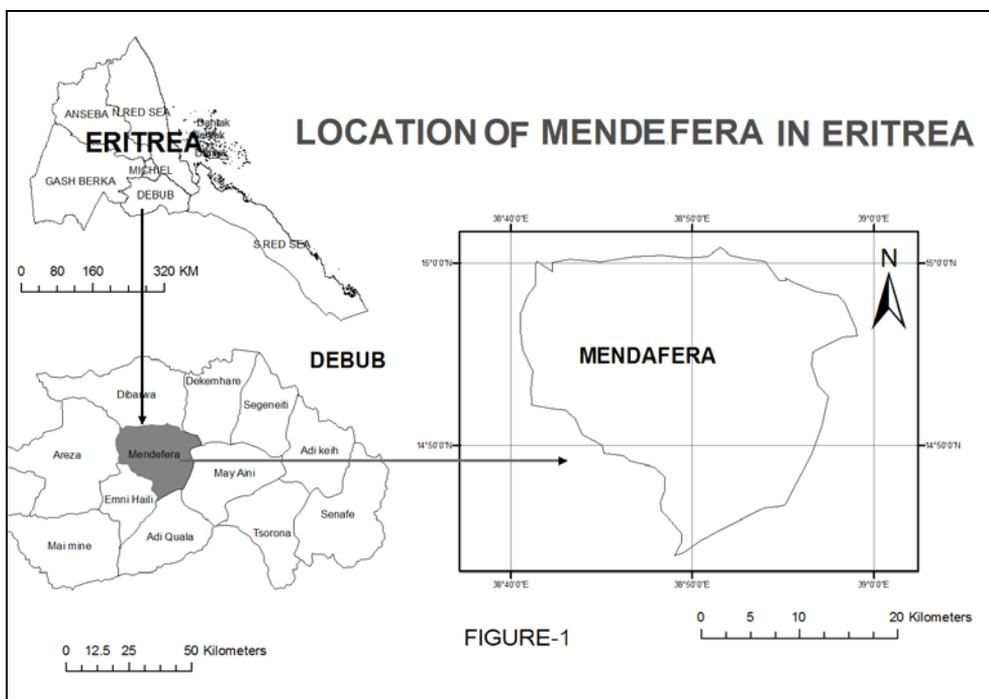 LOCATION OF MENDEFERA IN ERITREA
ANSEBA
N.RED SEA
Dahlak
ERITREA
MICHIEL
GASH BERKA
DEBUB
S.RED SEA
0 80 160 320 KM
38°40'0"E 38°50'0"E 39°0'0"E
15°0'0"N 15°0'0"N
N
MENDAFERA
14°50'0"N 14°50'0"N
38°40'0"E 38°50'0"E 39°0'0"E
DEBUB
Dibarwa
Dekemhare
Segeneiti
Areza
Mendefera
Adi keih
May Aini
Emni Haili
Senafe
Mai mine
Adi Quala
Tsorona
0 5 10 20 Kilometers
FIGURE-1
0 12.5 25 50 Kilometers